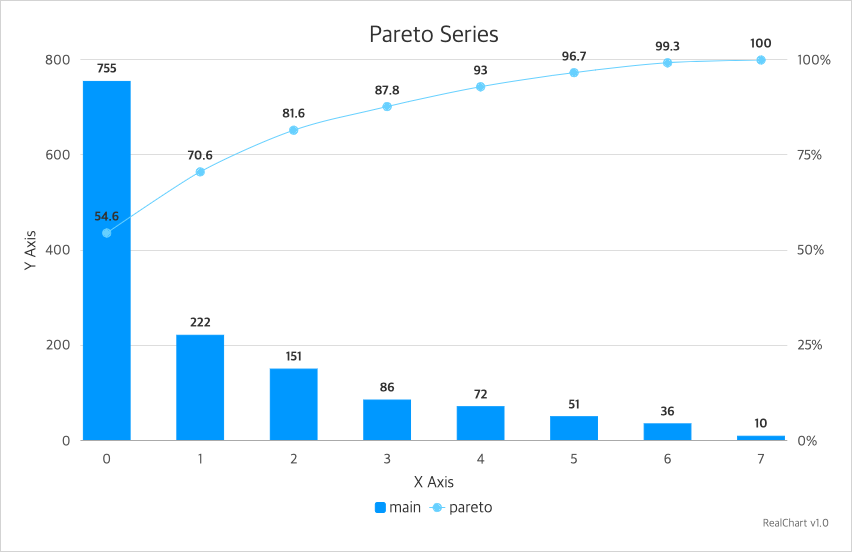 Pareto Series
800 755 100 100%
99.3
96.7
93
87.8
81.6
600 70.6 75%
54.6
400 50%
Y Axis
200 222 25%
151
86
72
51
36
10
0 0%
0 1 2 3 4 5 6 7
X Axis
main pareto
RealChart v1.0